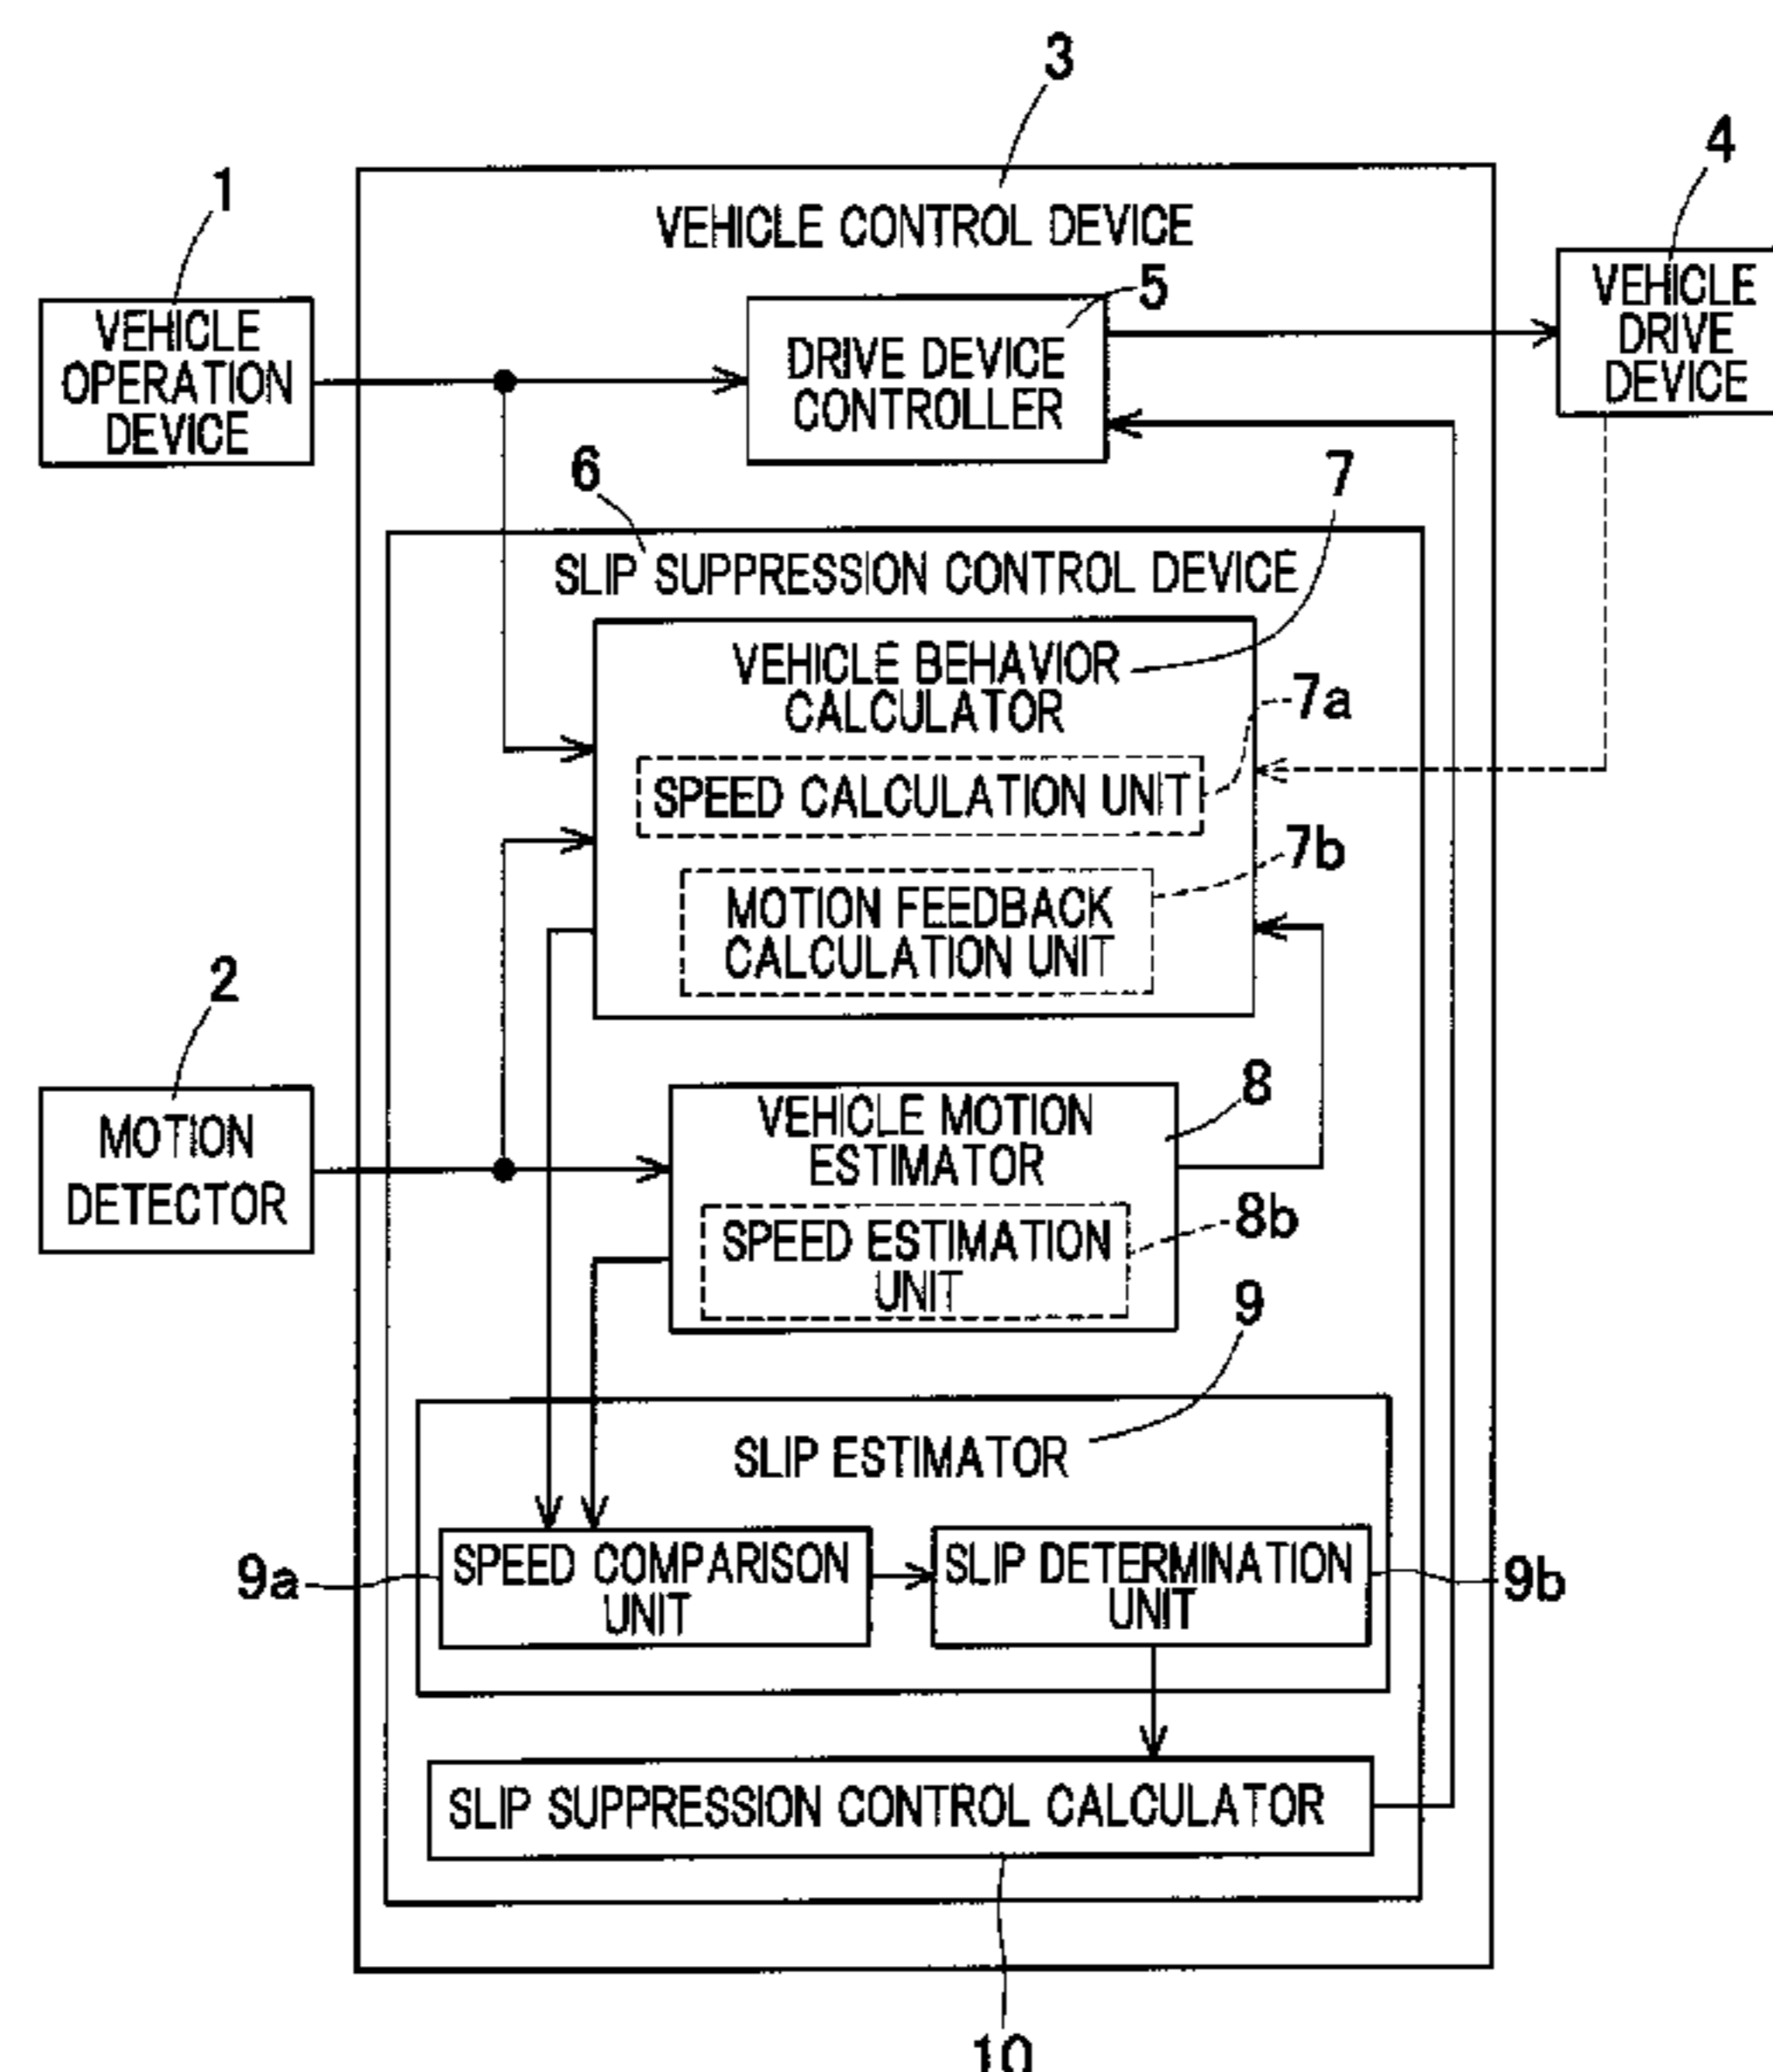 3
4
1
VEHICLE CONTROL DEVICE
5
VEHICLE
DRIVE
DEVICE
VEHICLE
OPERATION
DEVICE
DRIVE DEVICE
CONTROLLER
6
7
SLIP SUPPRESSION CONTROL DEVICE
VEHICLE BEHAVIOR
CALCULATOR
7a
SPEED CALCULATION UNIT
7b
MOTION FEEDBACK
CALCULATION UNIT
2
8
MOTION
DETECTOR
VEHICLE MOTION
ESTIMATOR
8b
SPEED ESTIMATION
UNIT
9
SLIP ESTIMATOR
9a
SPEED COMPARISON
UNIT
SLIP DETERMINATION
UNIT
9b
SLIP SUPPRESSION CONTROL CALCULATOR
10